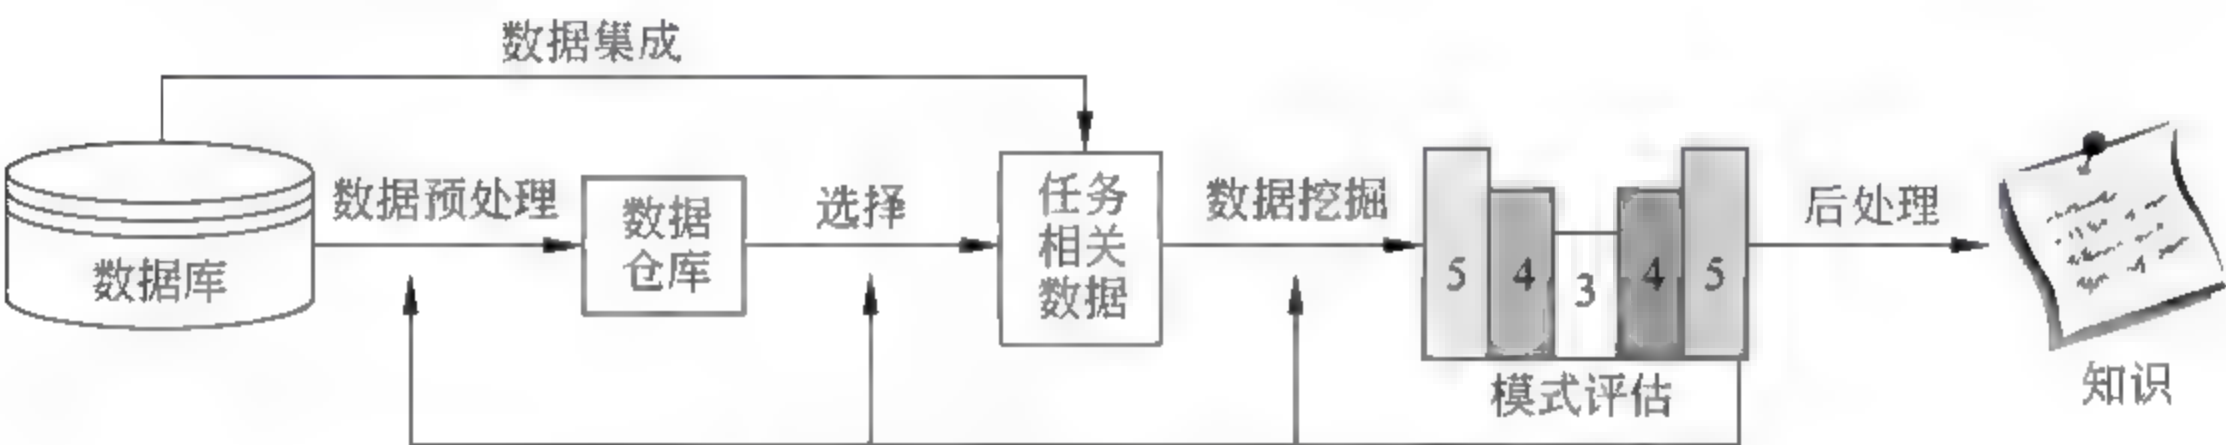 数据集成
数据预处理
选择
数据挖掘
后处理
数据库
数据
仓库
任务
相关
数据
5 4 3 4 5
模式评估
知识